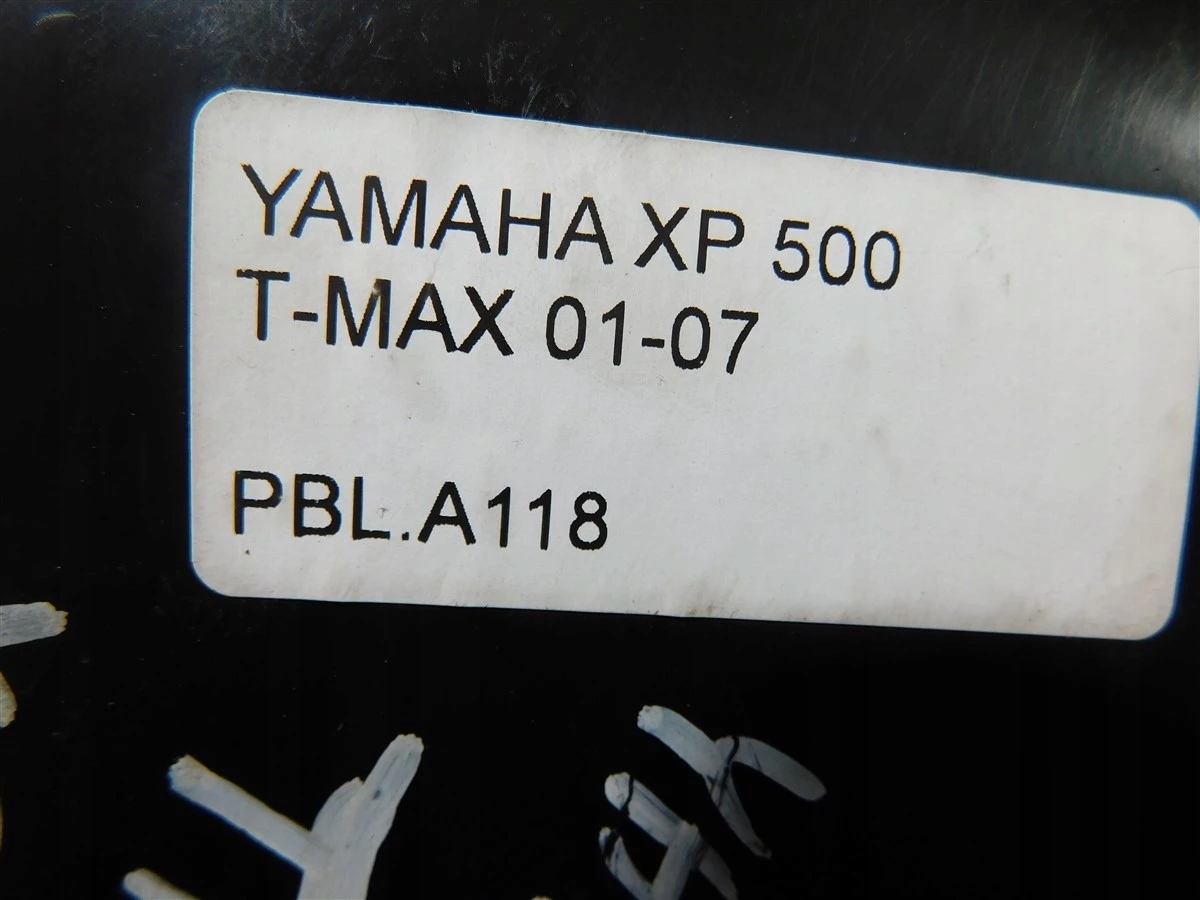 YAMAHA XP 500
T-MAX 01-07
PBL.A118